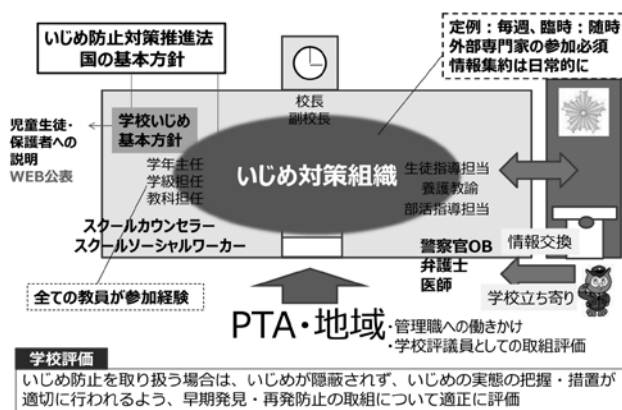 いじめ防止対策推進法
国の基本方針
定例：毎週、臨時：随時
外部専門家の参加必須
情報集約は日常的に
校長
副校長
児童生徒・
保護者への
説明
WEB公表
学校いじめ
基本方針
学年主任
学級担任
教科担任
いじめ対策組織
生徒指導担当
養護教諭
部活指導担当
スクールカウンセラー
スクールソーシャルワーカー
警察官OB
弁護士
医師
情報交換
学校立ち寄り
全ての教員が参加経験
PTA・地域
・管理職への働きかけ
・学校評議員としての取組評価
学校評価
いじめ防止を取り扱う場合は、いじめが隠蔽されず、いじめの実態の把握・措置が
適切に行われるよう、早期発見・再発防止の取組について適正に評価